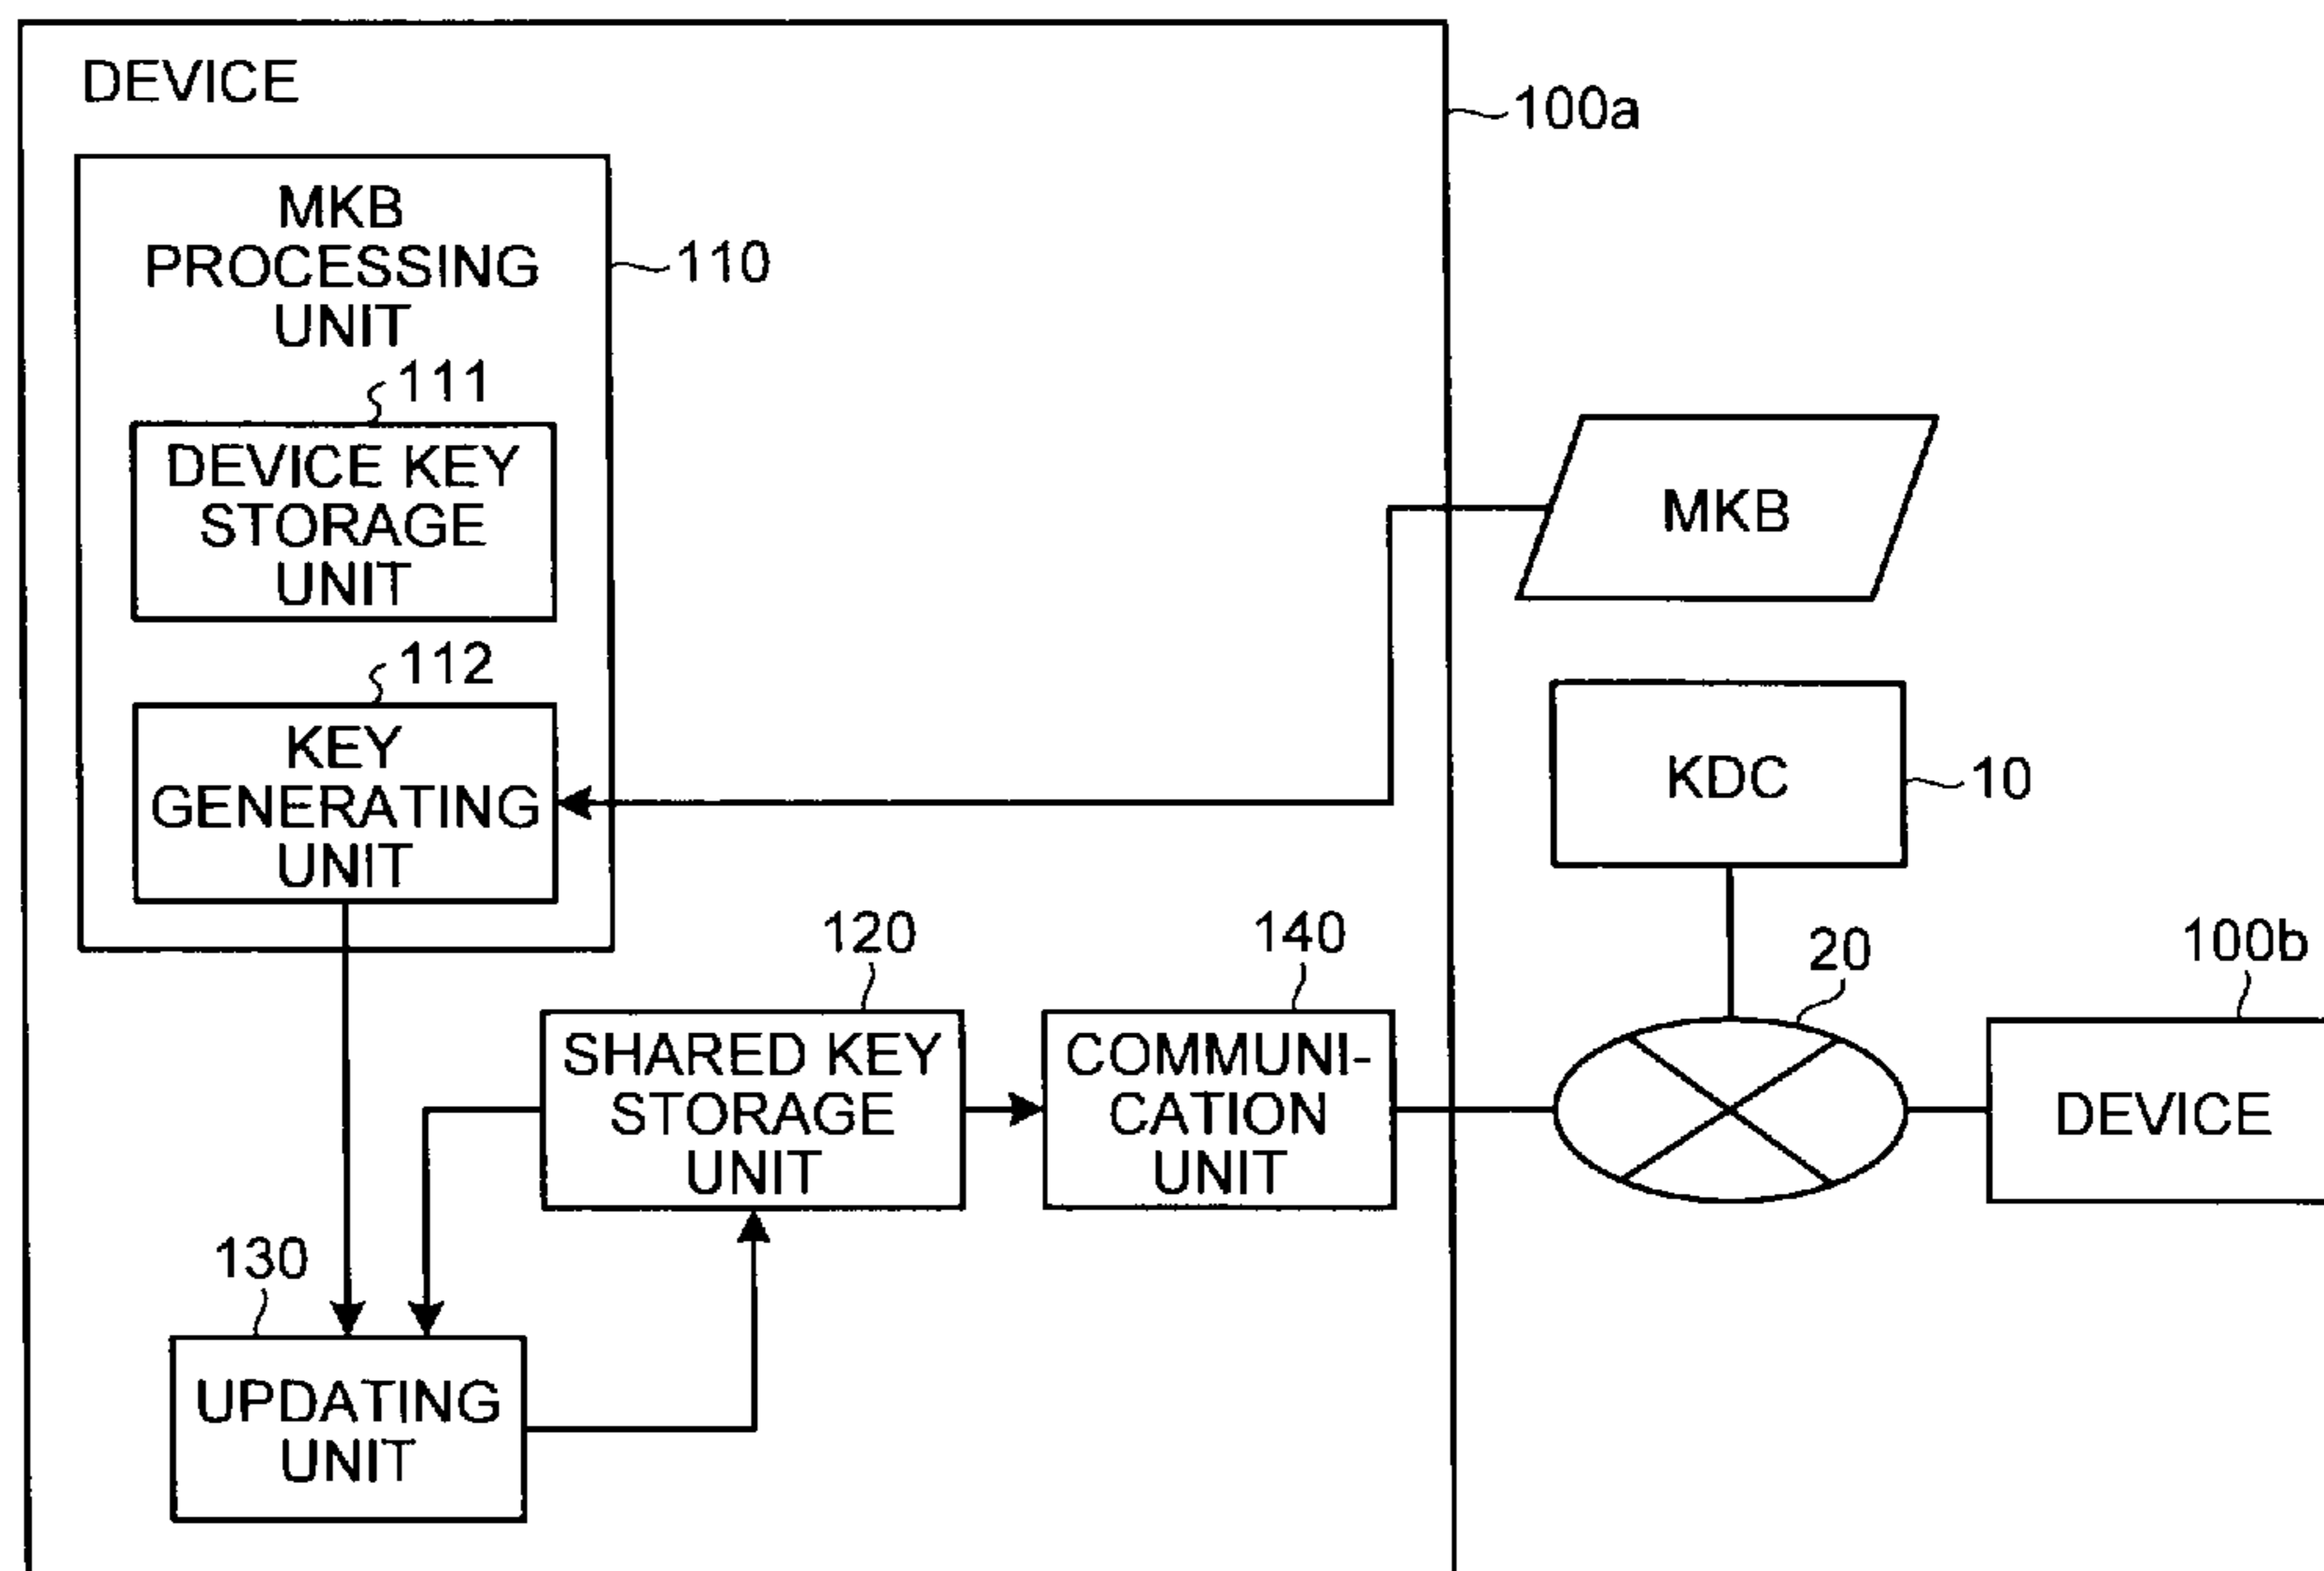 DEVICE
100a
MKB
PROCESSING
UNIT
110
111
DEVICE KEY
STORAGE
UNIT
MKB
112
KEY
GENERATING
UNIT
KDC
10
120
140
20
100b
SHARED KEY
STORAGE
UNIT
COMMUNI-
CATION
UNIT
DEVICE
130
UPDATING
UNIT